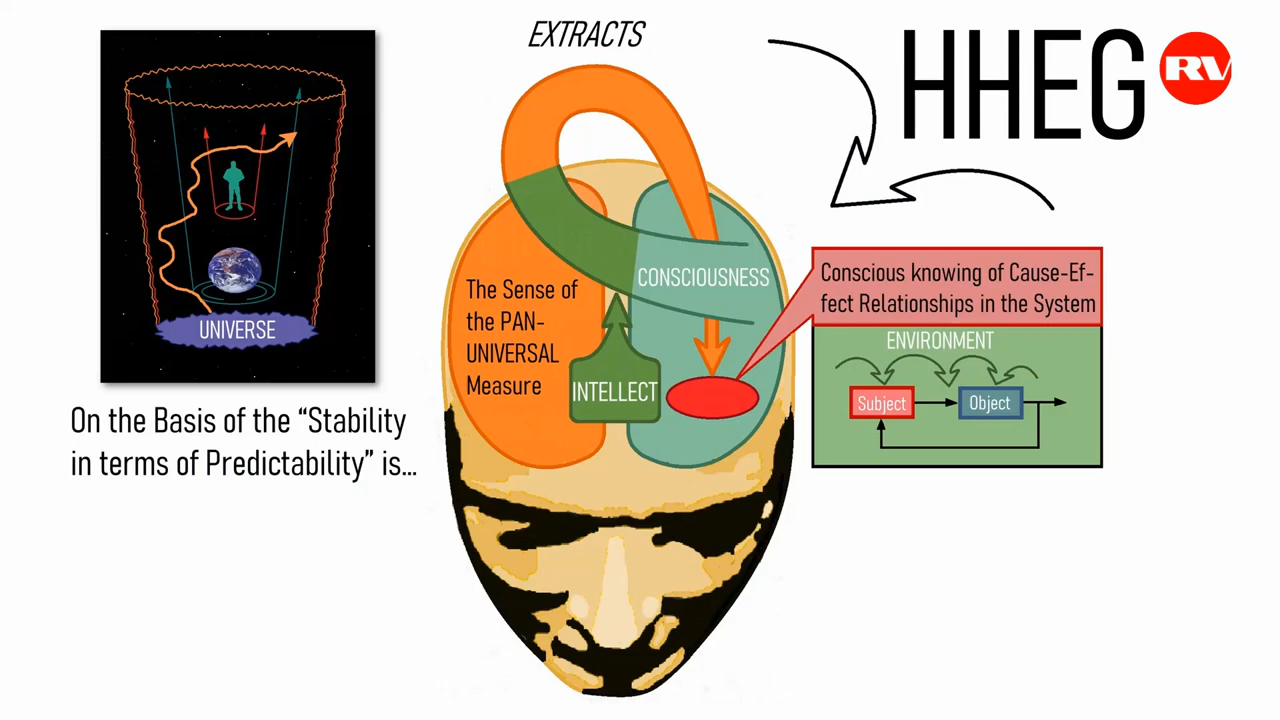 EXTRACTS
HHEG
RV
UNIVERSE
On the Basis of the “Stability
in terms of Predictability” is...
The Sense of
the PAN-
UNIVERSAL
Measure
INTELLECT
CONSCIOUSNESS
Conscious knowing of Cause-Ef-
fect Relationships in the System
ENVIRONMENT
Subject
Object